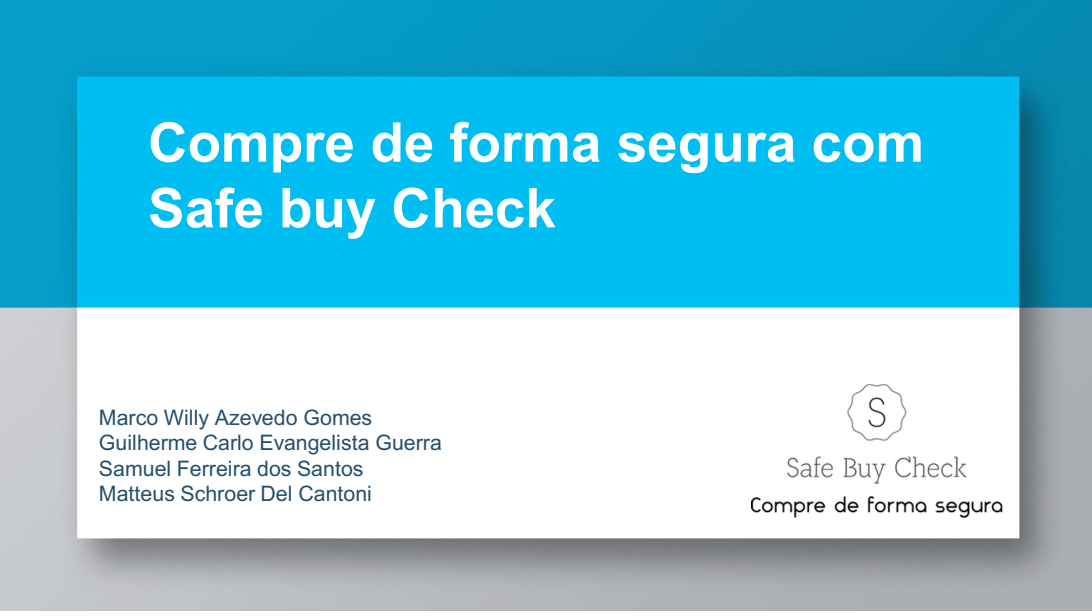 Compre de forma segura com
Safe buy Check
Marco Willy Azevedo Gomes
Guilherme Carlo Evangelista Guerra
Samuel Ferreira dos Santos
Matteus Schroer Del Cantoni
S
Safe Buy Check
Compre de forma segura